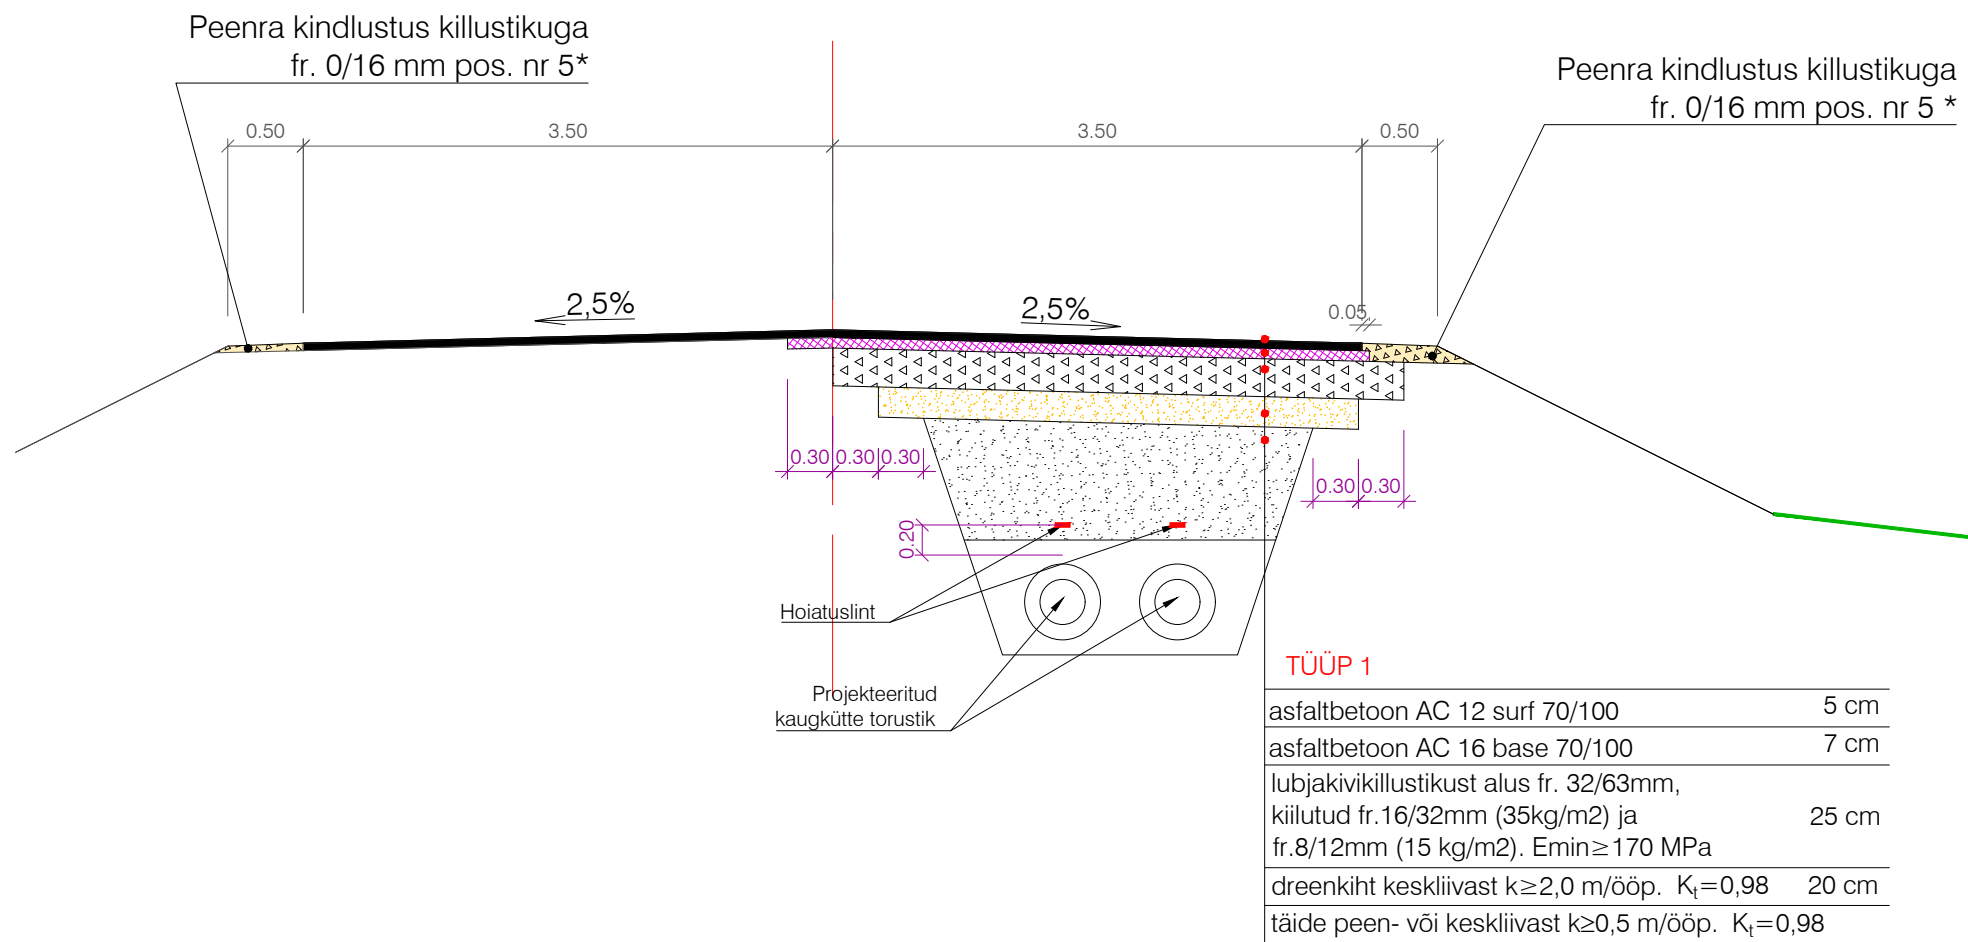 Peenra kindlustus killustikuga
fr. 0/16 mm pos. nr 5*
Peenra kindlustus killustikuga
fr. 0/16 mm pos. nr 5 *
0.50
3.50
3.50
0.50
2,5%
2,5%
0.05
0.30
0.30
0.30
0.30
0.30
0.20
Hoiatuslint
Projekteeritud
kaugkütte torustik
TÜÜP 1
asfaltbetoon AC 12 surf 70/100 5 cm
asfaltbetoon AC 16 base 70/100 7 cm
lubjakivikillustikust alus fr. 32/63mm,
kiilutud fr.16/32mm (35kg/m2) ja 25 cm
fr.8/12mm (15 kg/m2). Emin≥170 MPa
dreenkiht keskliivast k≥2,0 m/ööp. Kt=0,98 20 cm
täide peen- või keskliivast k≥0,5 m/ööp. Kt=0,98